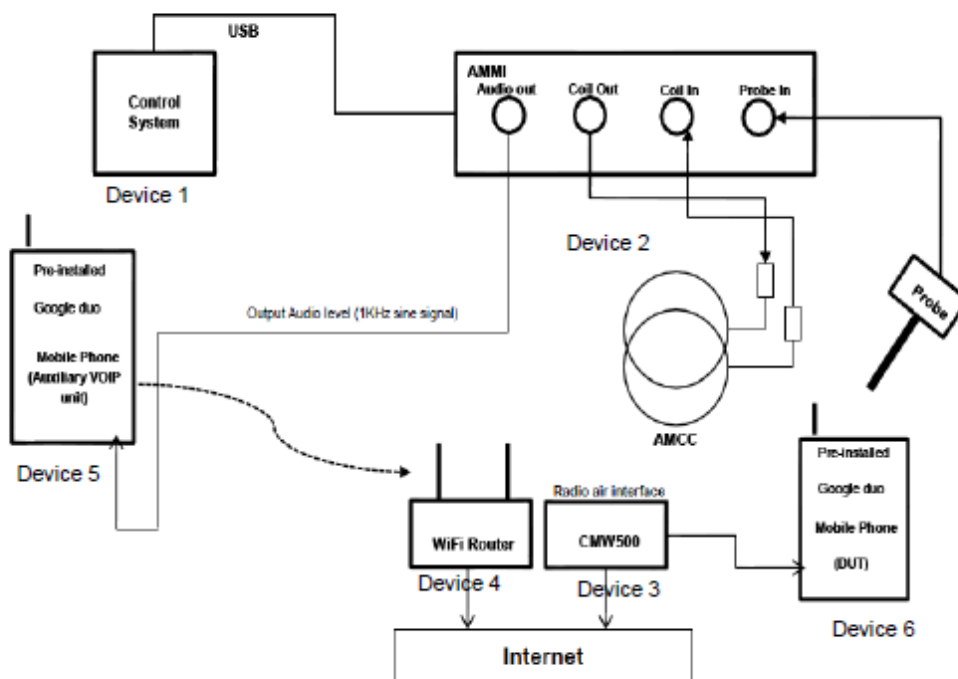 USB
AMMI
Audio out
Coil Out
Coil In
Probe In
Control
System
Device 1
Device 2
Pre-installed
Google duo
Mobile Phone
(Auxiliary VOIP
unit)
Device 5
Output Audio level (1KHz sine signal)
Probe
AMCC
WiFi Router
Device 4
Radio air interface
CMW500
Device 3
Pre-installed
Google duo
Mobile Phone
(DUT)
Device 6
Internet